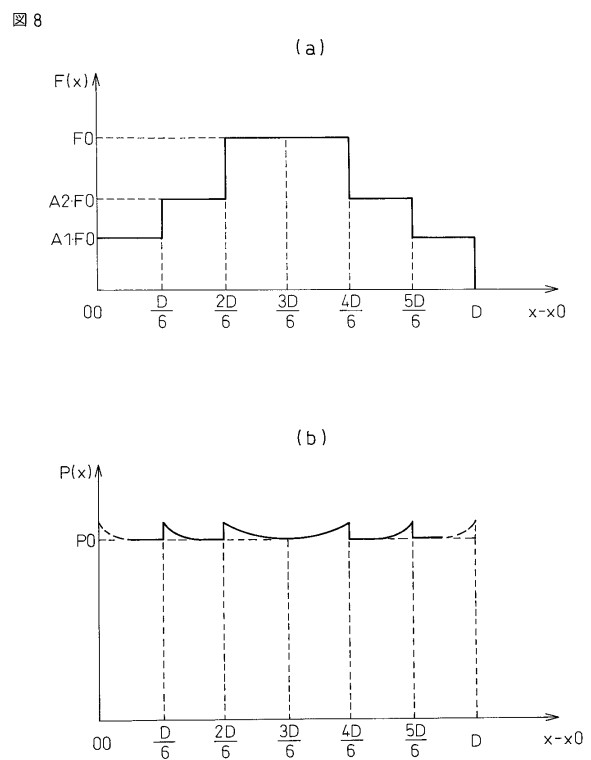 図 8
(a)
F(x)
F0
A2·F0
A1·F0
00 D/6 2D/6 3D/6 4D/6 5D/6 D x-x0
(b)
P(x)
P0
00 D/6 2D/6 3D/6 4D/6 5D/6 D x-x0